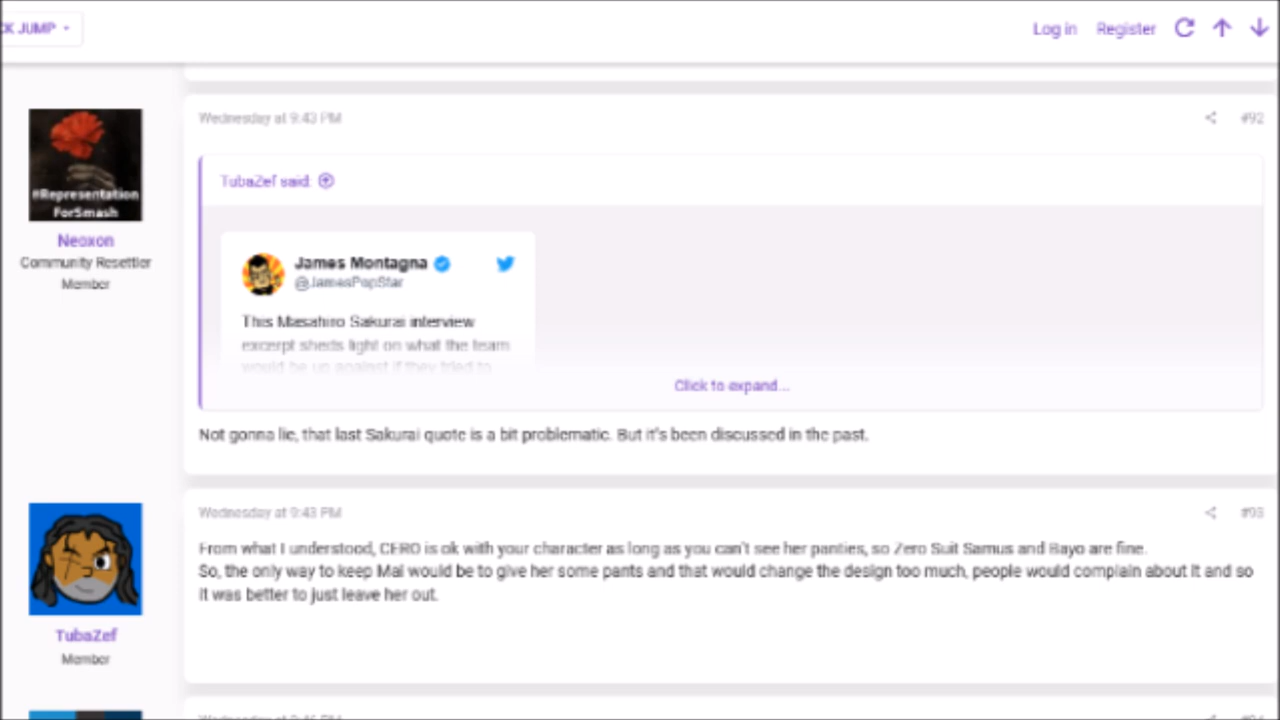 CK JUMP
Log in Register
Wednesday at 9:43 PM #92
#Representation
ForSmash
Neoxon
Community Resettler
Member
TubaZef said:
James Montagna
@JamesPopStar
This Masahiro Sakurai interview
excerpt sheds light on what the team
would be up against if they tried to
Click to expand...
Not gonna lie, that last Sakurai quote is a bit problematic. But it's been discussed in the past.
Wednesday at 9:43 PM #93
From what I understood, CERO is ok with your character as long as you can't see her panties, so Zero Suit Samus and Bayo are fine.
So, the only way to keep Mai would be to give her some pants and that would change the design too much, people would complain about it and so
it was better to just leave her out.
TubaZef
Member